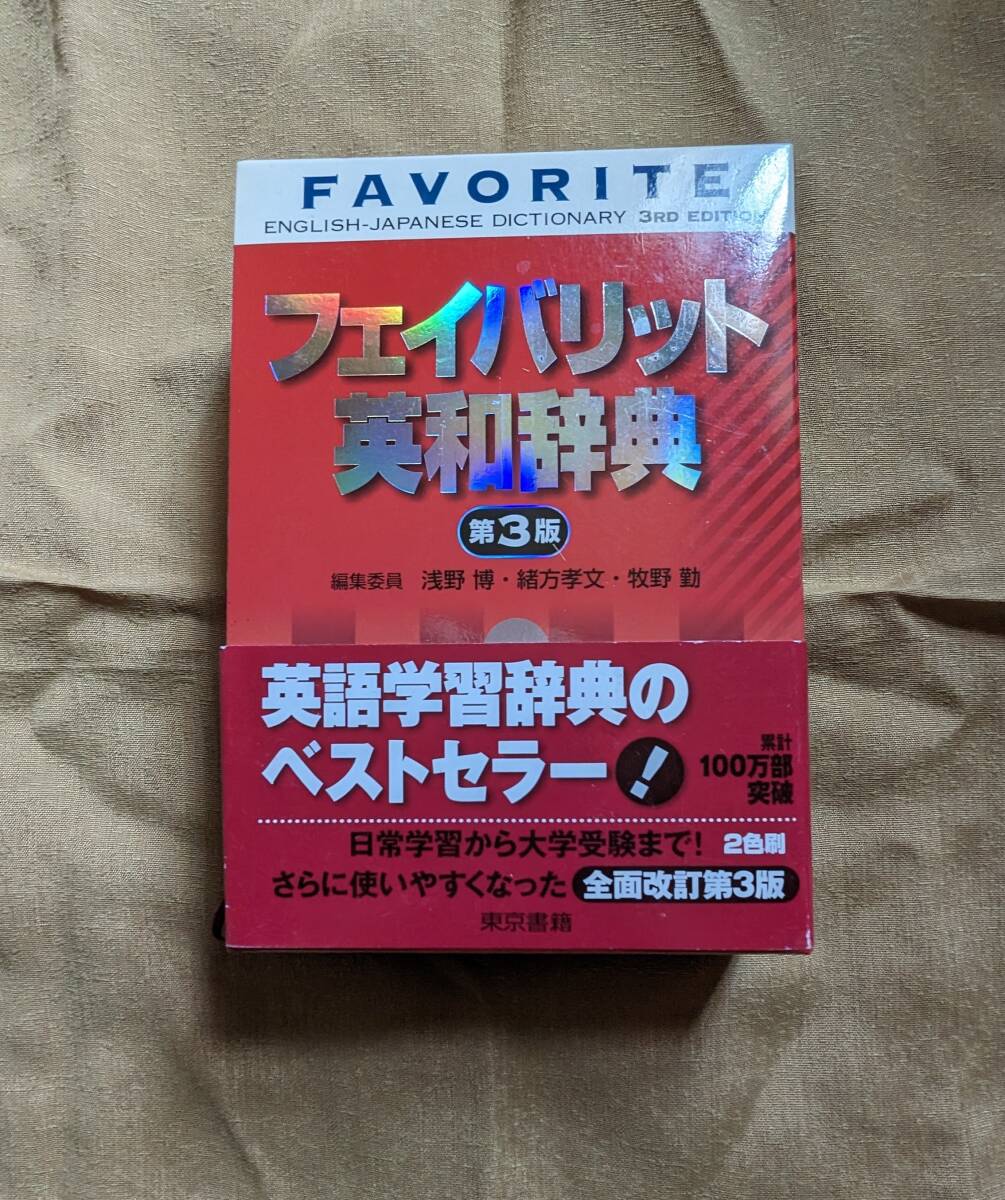 FAVORITE
ENGLISH-JAPANESE DICTIONARY 3RD EDITION
フェイバリット
英和辞典
第3版
編集委員 浅野 博・緒方孝文・牧野 勤
英語学習辞典の
ベストセラー!
累計
100万部
突破
日常学習から大学受験まで! 2色刷
さらに使いやすくなった 全面改訂第3版
東京書籍